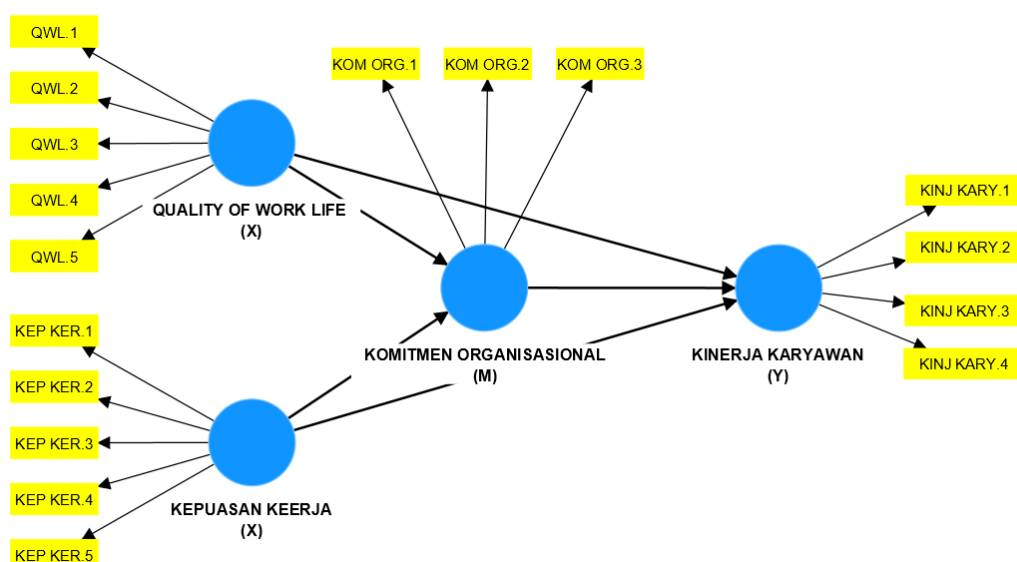 QWL.1
QWL.2
QWL.3
QWL.4
QWL.5
QUALITY OF WORK LIFE
(X)
KOM ORG.1
KOM ORG.2
KOM ORG.3
KEP KER.1
KEP KER.2
KEP KER.3
KEP KER.4
KEP KER.5
KEPUASAN KEERJA
(X)
KOMITMEN ORGANISASIONAL
(M)
KINERJA KARYAWAN
(Y)
KINJ KARY.1
KINJ KARY.2
KINJ KARY.3
KINJ KARY.4